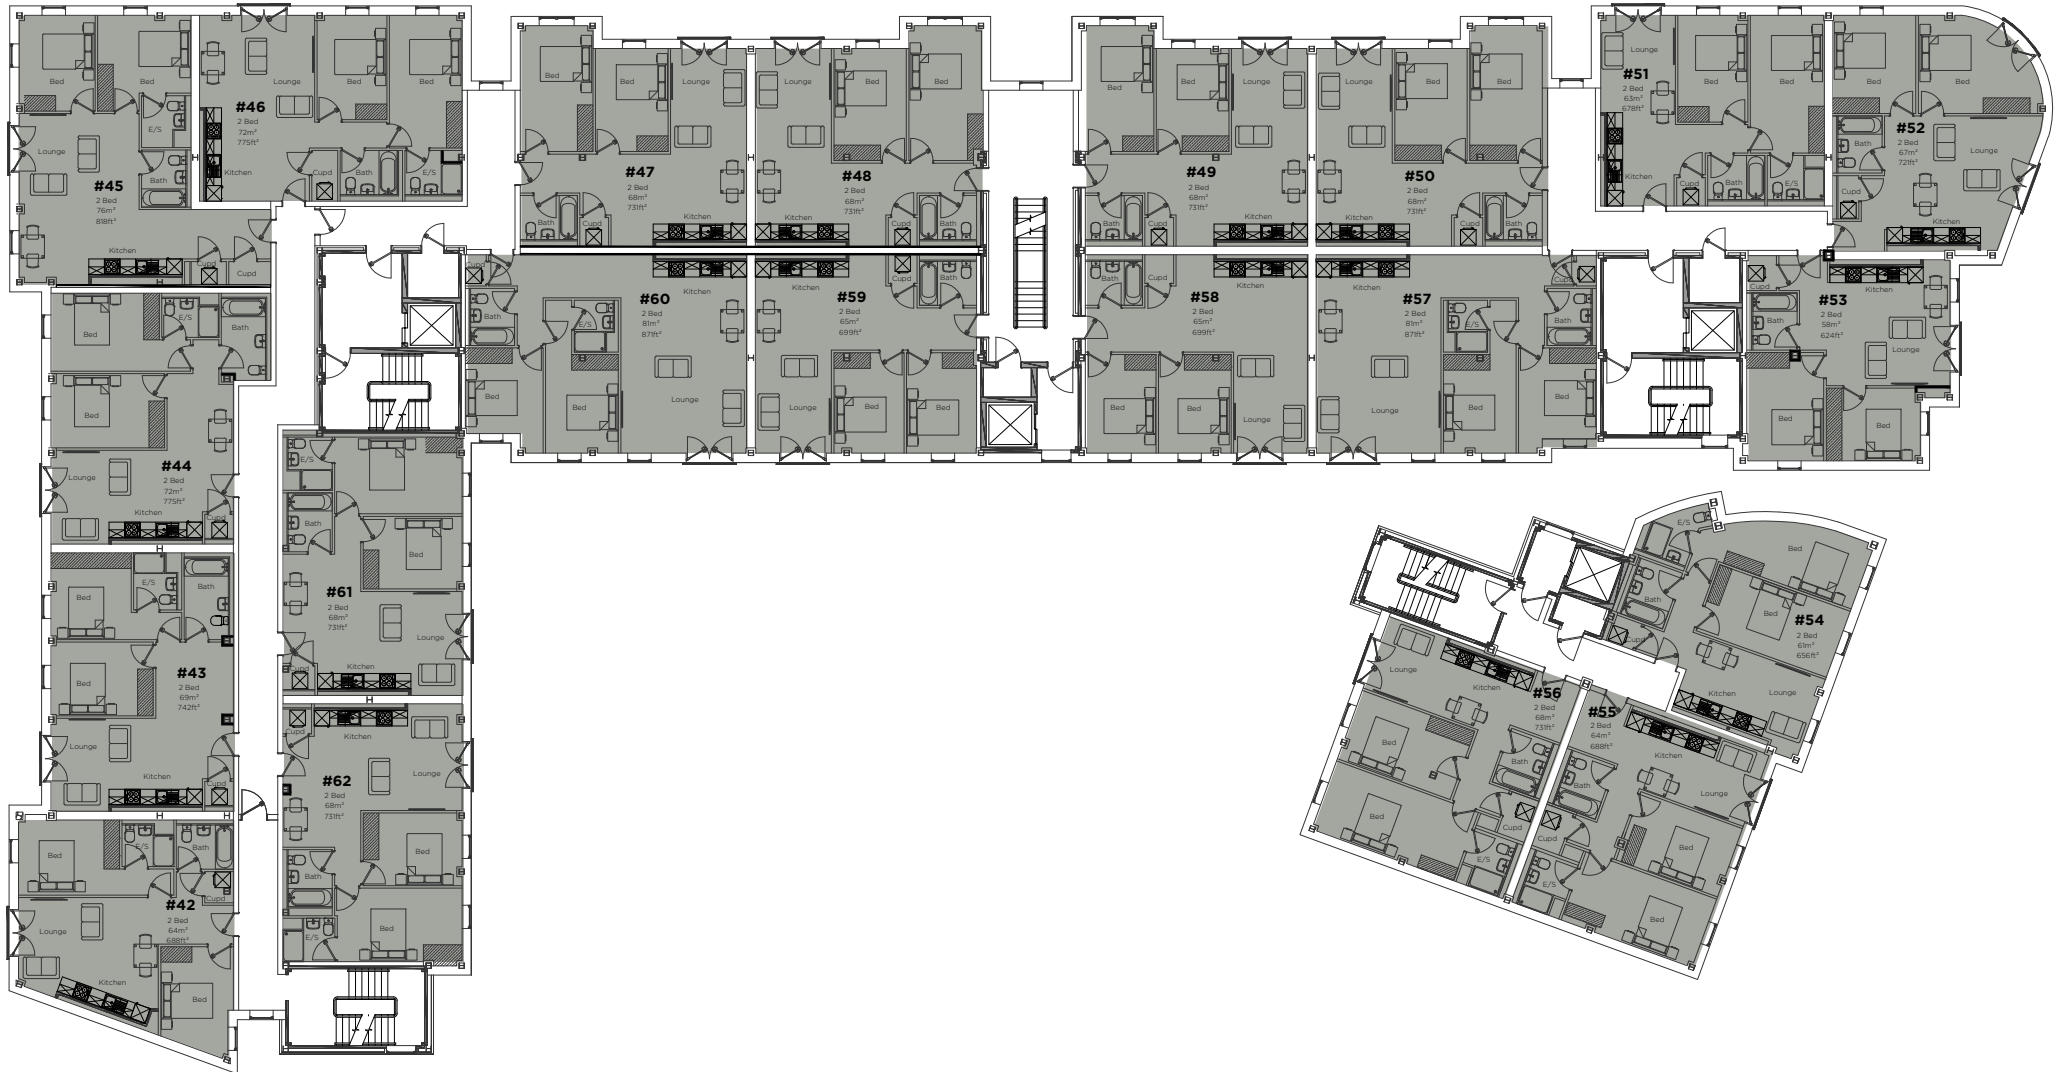 Bed
Bed
E/S
Lounge
Bath
#45
2 Bed
76m²
818ft²
Kitchen
Cupd
Cupd
#46
2 Bed
72m²
775ft²
Lounge
Bed
Bed
Kitchen
Cupd
Bath
E/S
Bed
Bed
Lounge
#47
2 Bed
68m²
731ft²
Bath
Cupd
Kitchen
Lounge
Bed
Bed
#48
2 Bed
68m²
731ft²
Kitchen
Cupd
Bath
Bed
Bed
Lounge
#49
2 Bed
68m²
731ft²
Bath
Cupd
Kitchen
Lounge
Bed
Bed
#50
2 Bed
68m²
731ft²
Kitchen
Cupd
Bath
Lounge
#51
2 Bed
63m²
678ft²
Bed
Bed
Kitchen
Cupd
Bath
E/S
Bed
Bed
#52
2 Bed
67m²
721ft²
Bath
Lounge
Cupd
Kitchen
Cupd
Kitchen
#53
2 Bed
58m²
624ft²
Bath
Lounge
Bed
Bed
Cupd
Bath
E/S
#60
2 Bed
81m²
871ft²
Kitchen
Bed
Bed
Lounge
Kitchen
Cupd
Bath
#59
2 Bed
65m²
699ft²
Lounge
Bed
Bed
Bath
Cupd
Kitchen
#58
2 Bed
65m²
699ft²
Bed
Bed
Lounge
Kitchen
#57
2 Bed
81m²
871ft²
Cupd
E/S
Bath
Lounge
Bed
Bed
Bed
E/S
Bath
Bed
#44
2 Bed
72m²
775ft²
Lounge
Kitchen
Cupd
E/S
Bath
Bed
Bed
#43
2 Bed
69m²
742ft²
Lounge
Kitchen
Cupd
Bed
E/S
Bath
Cupd
#42
2 Bed
64m²
688ft²
Lounge
Kitchen
Bed
E/S
Bed
Bath
Bed
#61
2 Bed
68m²
731ft²
Lounge
Cupd
Kitchen
Cupd
Kitchen
Lounge
#62
2 Bed
68m²
731ft²
Bed
Bath
Bed
E/S
E/S
Bed
Bath
Bed
#54
2 Bed
61m²
656ft²
Cupd
Kitchen
Lounge
Lounge
Kitchen
#56
2 Bed
68m²
731ft²
Bed
Bath
Bed
Cupd
E/S
#55
2 Bed
64m²
688ft²
Kitchen
Bath
Lounge
Cupd
Bed
E/S
Bed